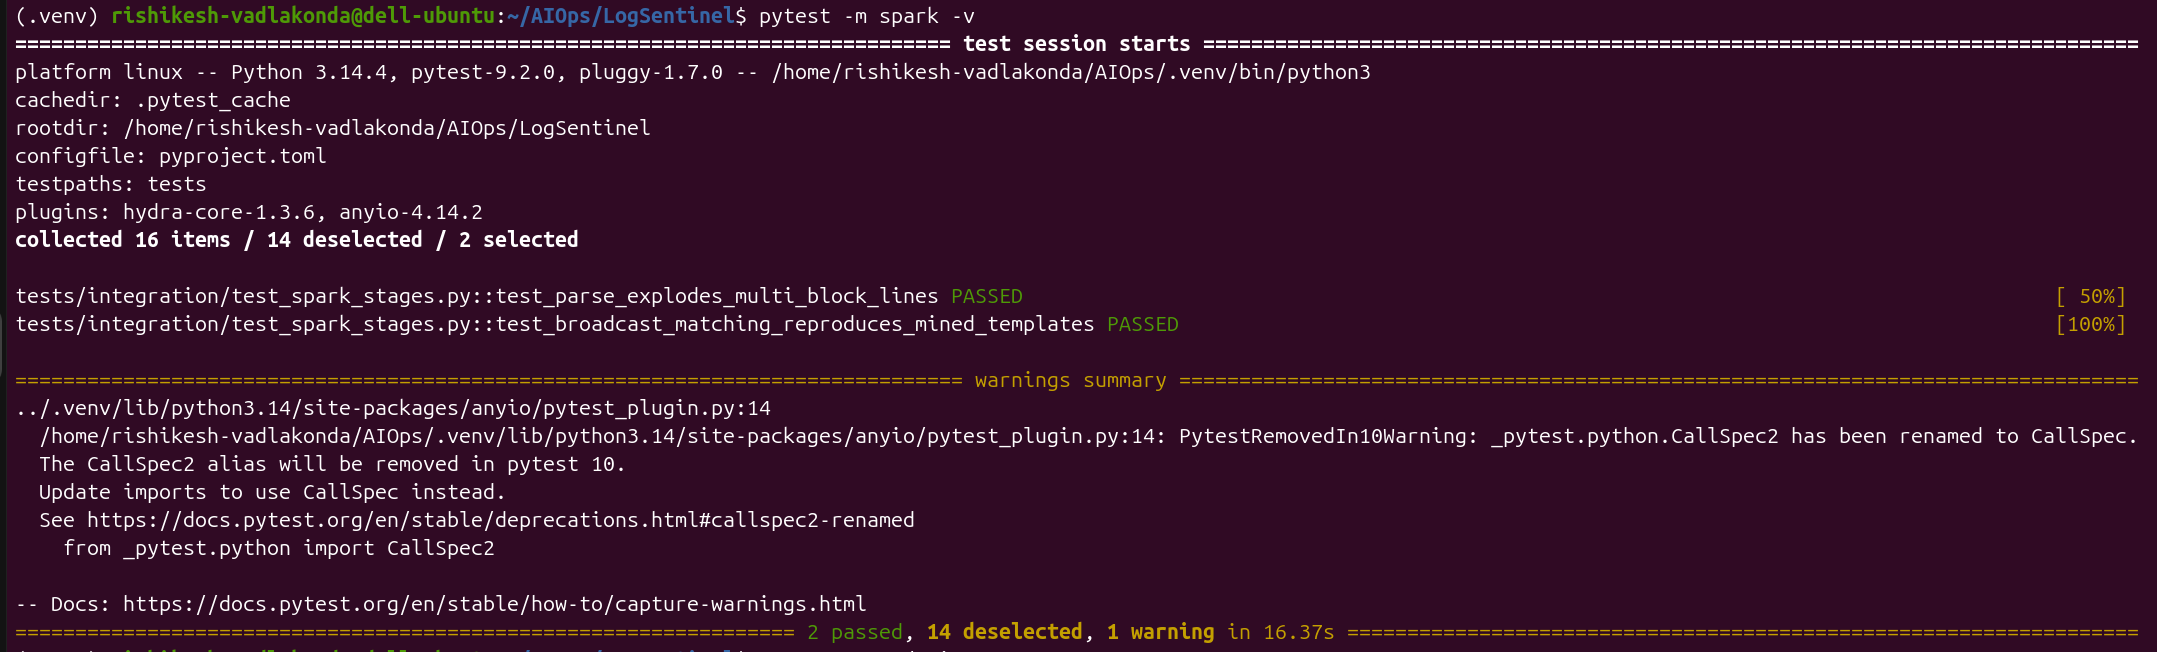 (.venv) rishikesh-vadlakonda@dell-ubuntu:~/AIOps/LogSentinel$ pytest -m spark -v
============================================================================== test session starts ==============================================================================
platform linux -- Python 3.14.4, pytest-9.2.0, pluggy-1.7.0 -- /home/rishikesh-vadlakonda/AIOps/.venv/bin/python3
cachedir: .pytest_cache
rootdir: /home/rishikesh-vadlakonda/AIOps/LogSentinel
configfile: pyproject.toml
testpaths: tests
plugins: hydra-core-1.3.6, anyio-4.14.2
collected 16 items / 14 deselected / 2 selected
tests/integration/test_spark_stages.py::test_parse_explodes_multi_block_lines PASSED [ 50%]
tests/integration/test_spark_stages.py::test_broadcast_matching_reproduces_mined_templates PASSED [100%]
=============================================================================== warnings summary ================================================================================
../.venv/lib/python3.14/site-packages/anyio/pytest_plugin.py:14
/home/rishikesh-vadlakonda/AIOps/.venv/lib/python3.14/site-packages/anyio/pytest_plugin.py:14: PytestRemovedIn10Warning: _pytest.python.CallSpec2 has been renamed to CallSpec.
The CallSpec2 alias will be removed in pytest 10.
Update imports to use CallSpec instead.
See https://docs.pytest.org/en/stable/deprecations.html#callspec2-renamed
from _pytest.python import CallSpec2
-- Docs: https://docs.pytest.org/en/stable/how-to/capture-warnings.html
================================================================= 2 passed, 14 deselected, 1 warning in 16.37s ==================================================================